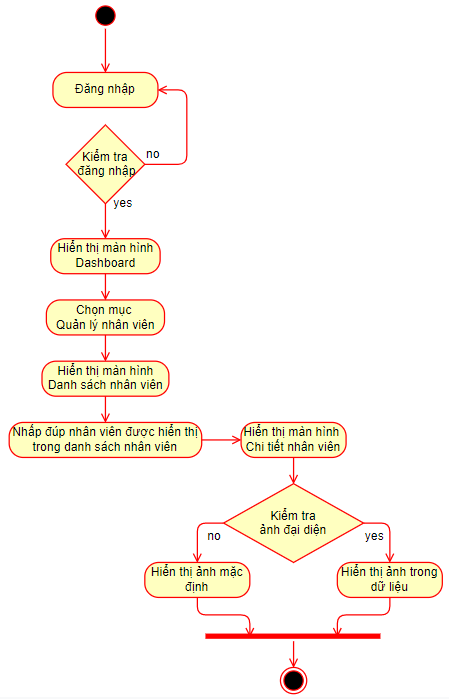 Đăng nhập
Kiểm tra
đăng nhập
no
yes
Hiển thị màn hình
Dashboard
Chọn mục
Quản lý nhân viên
Hiển thị màn hình
Danh sách nhân viên
Nhấp đúp nhân viên được hiển thị
trong danh sách nhân viên
Hiển thị màn hình
Chi tiết nhân viên
Kiểm tra
ảnh đại diện
no
yes
Hiển thị ảnh mặc
định
Hiển thị ảnh trong
dữ liệu